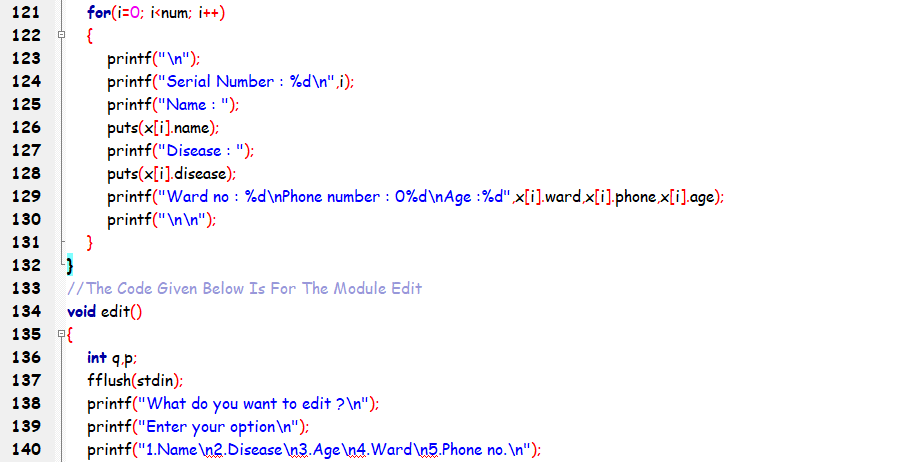 121 for(i=0; i<num; i++)
122 {
123 printf("\n");
124 printf("Serial Number : %d\n",i);
125 printf("Name : ");
126 puts(x[i].name);
127 printf("Disease : ");
128 puts(x[i].disease);
129 printf("Ward no : %d\nPhone number : 0%d\nAge :%d",x[i].ward,x[i].phone,x[i].age);
130 printf("\n\n");
131 }
132 }
133 //The Code Given Below Is For The Module Edit
134 void edit()
135 {
136 int q,p;
137 fflush(stdin);
138 printf("What do you want to edit ?\n");
139 printf("Enter your option\n");
140 printf("1.Name\n2.Disease\n3.Age\n4.Ward\n5.Phone no.\n");